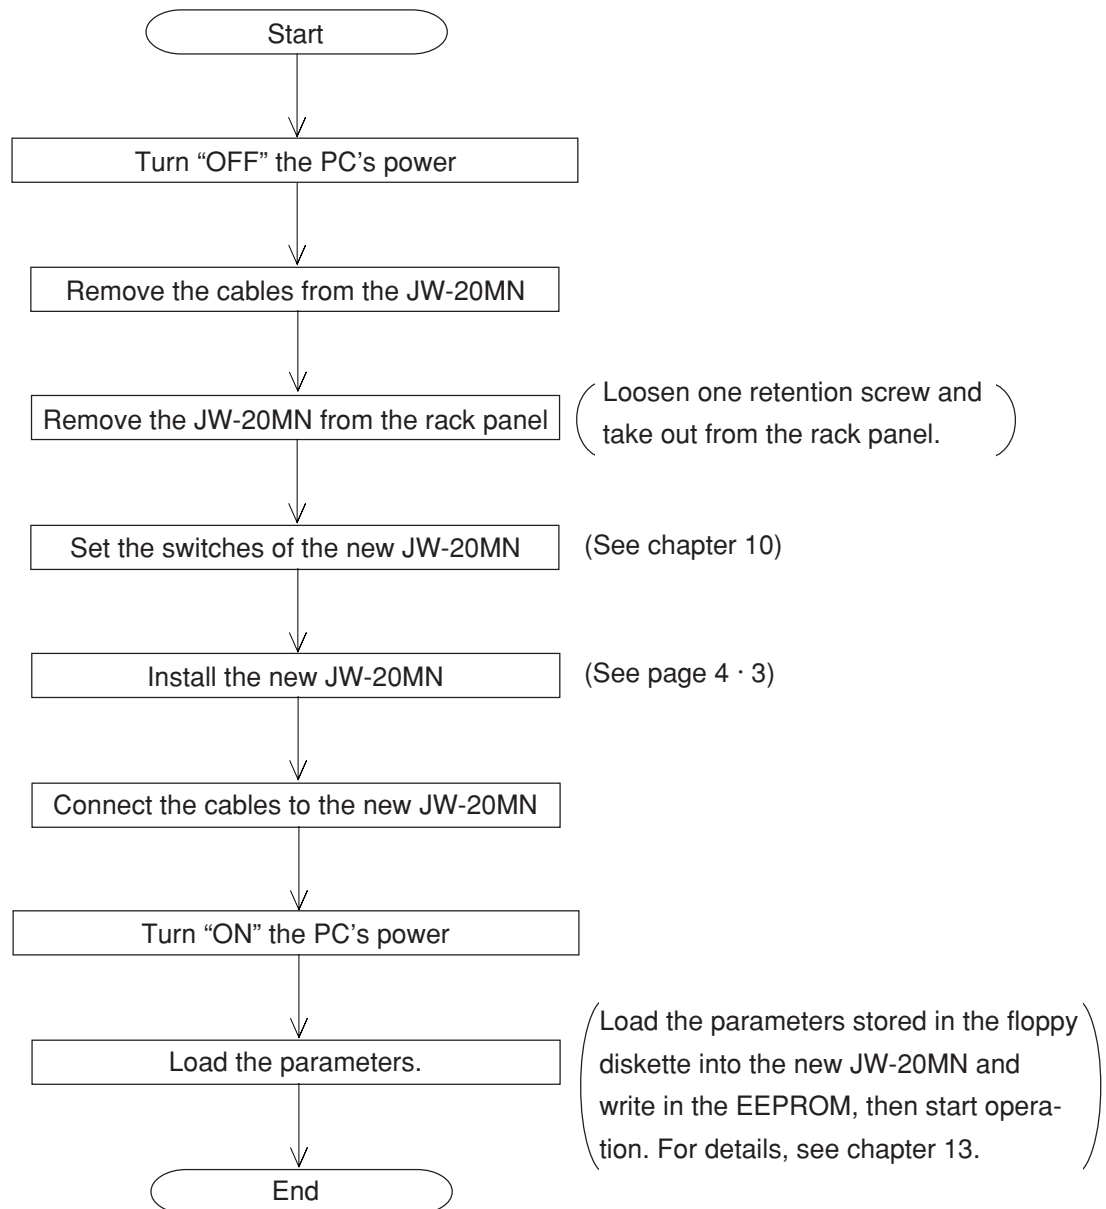 Start
Turn “OFF” the PC’s power
Remove the cables from the JW-20MN
Remove the JW-20MN from the rack panel
Loosen one retention screw and
take out from the rack panel.
Set the switches of the new JW-20MN
(See chapter 10)
Install the new JW-20MN
(See page 4 · 3)
Connect the cables to the new JW-20MN
Turn “ON” the PC’s power
Load the parameters.
Load the parameters stored in the floppy
diskette into the new JW-20MN and
write in the EEPROM, then start opera-
tion. For details, see chapter 13.
End